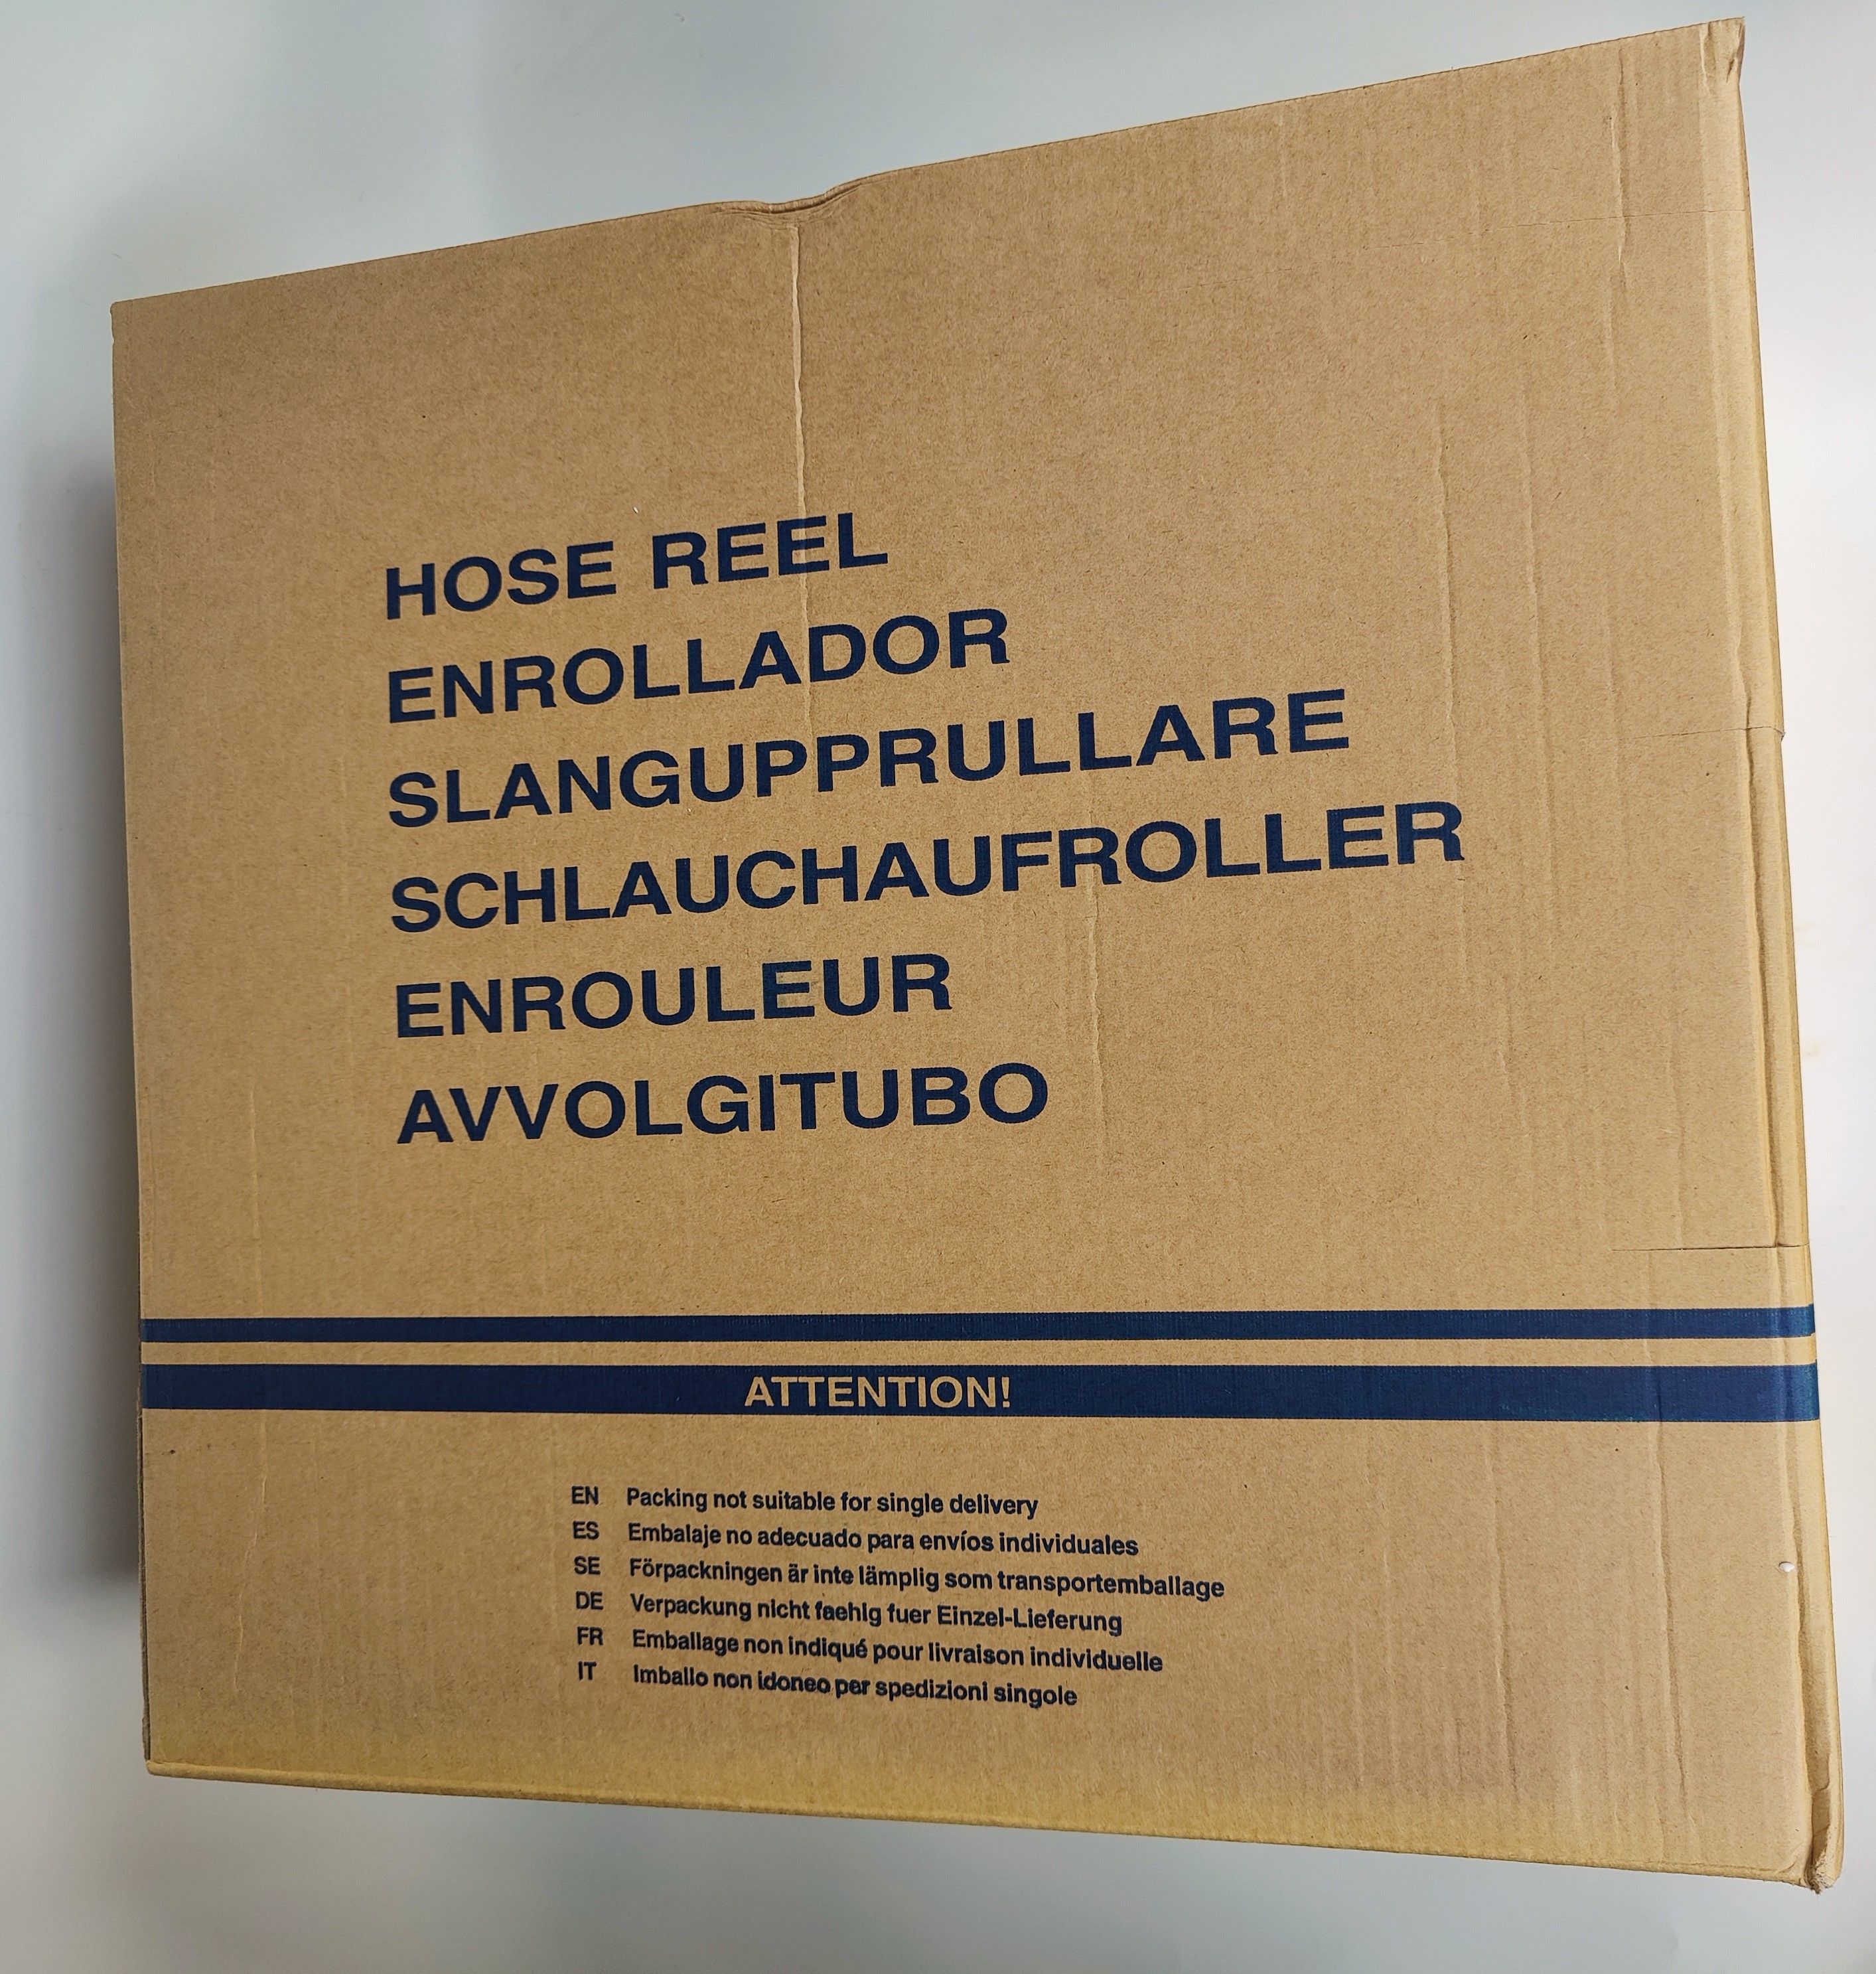 HOSE REEL
ENROLLADOR
SLANGUPPRULLARE
SCHLAUCHAUFROLLER
ENROULEUR
AVVOLGITUBO
ATTENTION!
EN Packing not suitable for single delivery
ES Embalaje no adecuado para envíos individuales
SE Förpackningen är inte lämplig som transportemballage
DE Verpackung nicht faehig fuer Einzel-Lieferung
FR Emballage non indiqué pour livraison individuelle
IT Imballo non idoneo per spedizioni singole